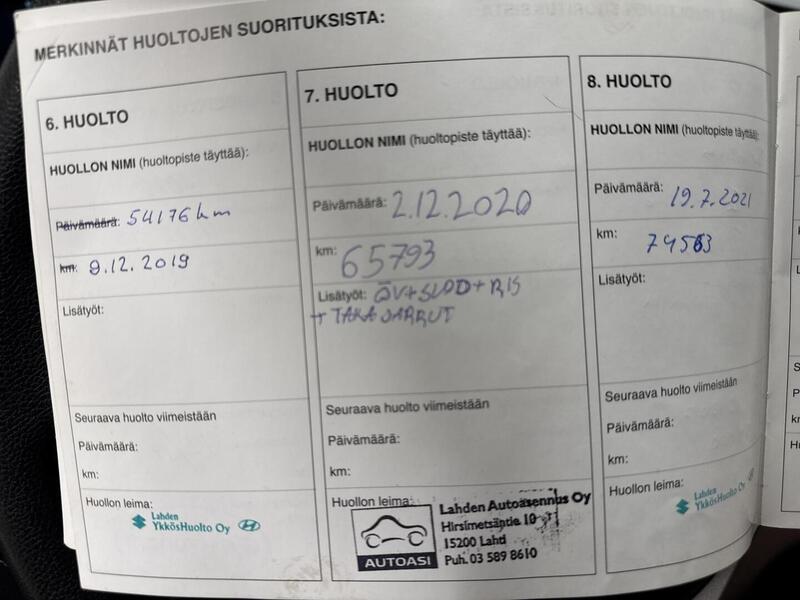 MERKINNÄT HUOLTOJEN SUORITUKSISTA:
6. HUOLTO
HUOLLON NIMI (huoltopiste täyttää):
Päivämäärä: 54176 km
km: 9.12.2019
Lisätyöt:
Seuraava huolto viimeistään
Päivämäärä:
km:
Huollon leima:
Lahden
YkkösHuolto Oy
7. HUOLTO
HUOLLON NIMI (huoltopiste täyttää):
Päivämäärä: 2.12.2020
km: 65793
Lisätyöt:
+ TAKAJARRUT
Seuraava huolto viimeistään
Päivämäärä:
km:
Huollon leima:
AUTOASI
Lahden Autoasennus Oy
Hirsimetsäntie 10
15200 Lahti
Puh. 03 589 8610
8. HUOLTO
HUOLLON NIMI (huoltopiste täyttää):
Päivämäärä: 19.7.2021
km:
Lisätyöt:
Seuraava huolto viimeistään
Päivämäärä:
km:
Huollon leima:
Lahden
YkkösHuolto Oy